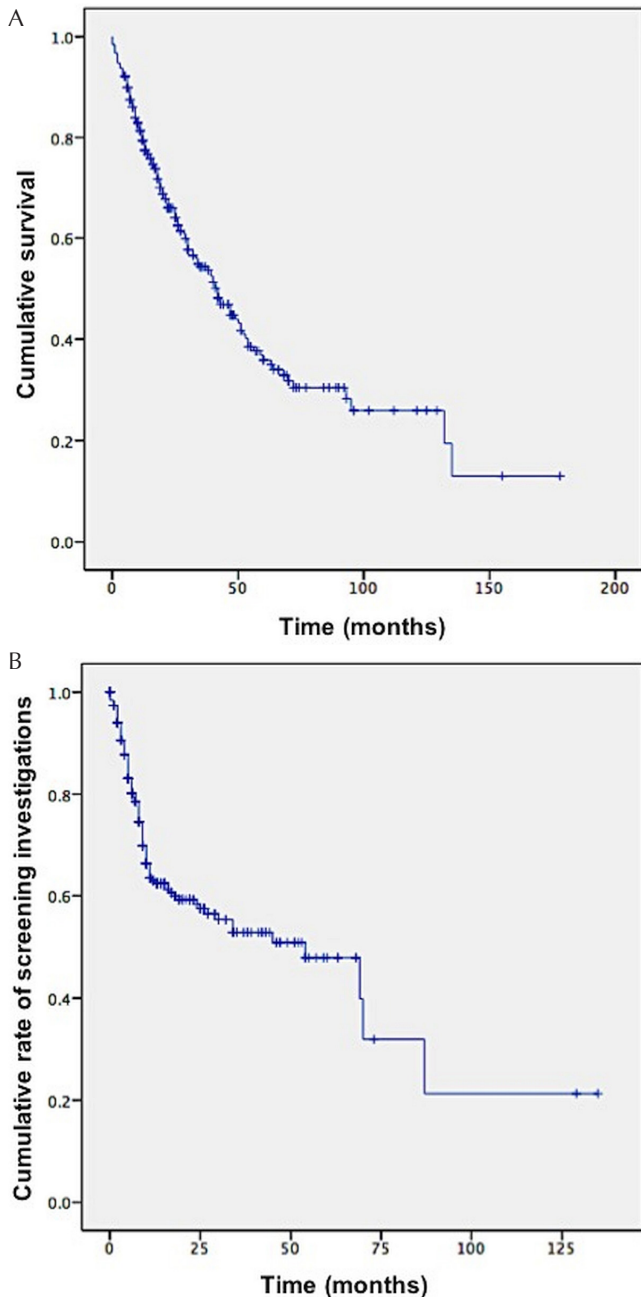 A
Cumulative survival
1.0
0.8
0.6
0.4
0.2
0.0
0 50 100 150 200
Time (months)
B
Cumulative rate of screening investigations
1.0
0.8
0.6
0.4
0.2
0.0
0 25 50 75 100 125
Time (months)